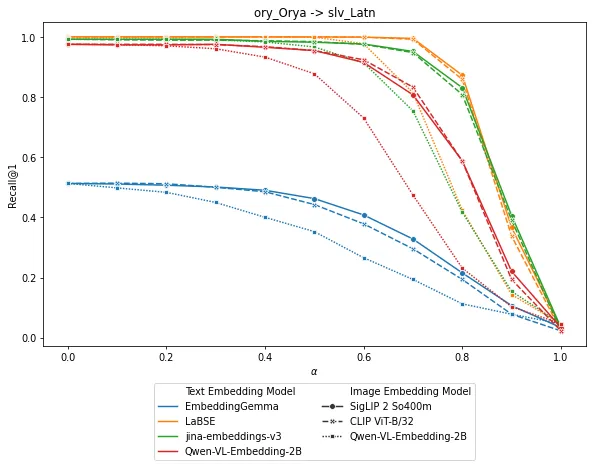 ory_Orya -> slv_Latn
Recall@1
1.0
0.8
0.6
0.4
0.2
0.0
0.0 0.2 0.4 0.6 0.8 1.0
α
Text Embedding Model
EmbeddingGemma
LaBSE
jina-embeddings-v3
Qwen-VL-Embedding-2B
Image Embedding Model
SigLIP 2 So400m
CLIP ViT-B/32
Qwen-VL-Embedding-2B